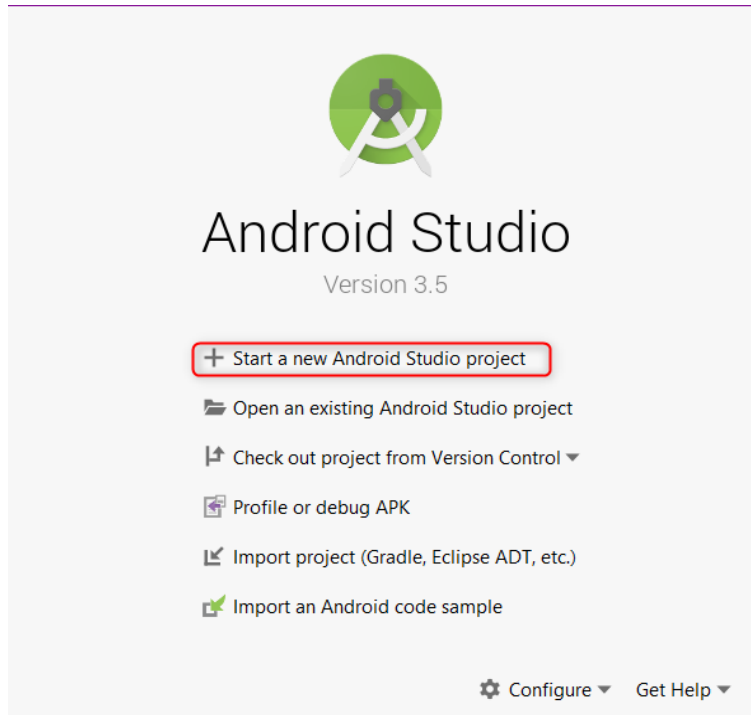 Android Studio
Version 3.5
Start a new Android Studio project
Open an existing Android Studio project
Check out project from Version Control
Profile or debug APK
Import project (Gradle, Eclipse ADT, etc.)
Import an Android code sample
Configure Get Help